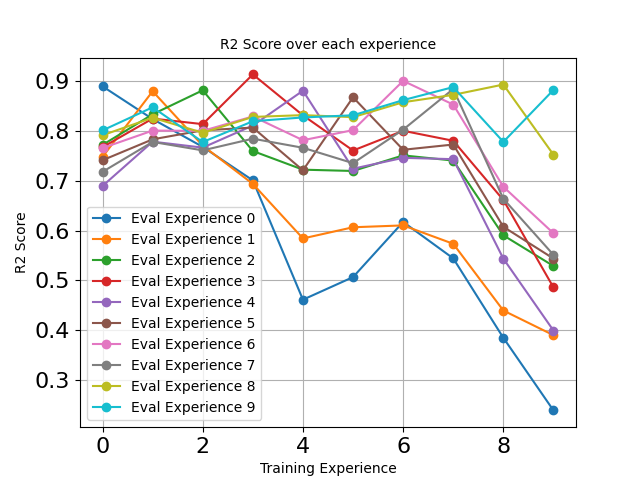 R2 Score over each experience
R2 Score
0.9
0.8
0.7
0.6
0.5
0.4
0.3
Eval Experience 0
Eval Experience 1
Eval Experience 2
Eval Experience 3
Eval Experience 4
Eval Experience 5
Eval Experience 6
Eval Experience 7
Eval Experience 8
Eval Experience 9
0 2 4 6 8
Training Experience